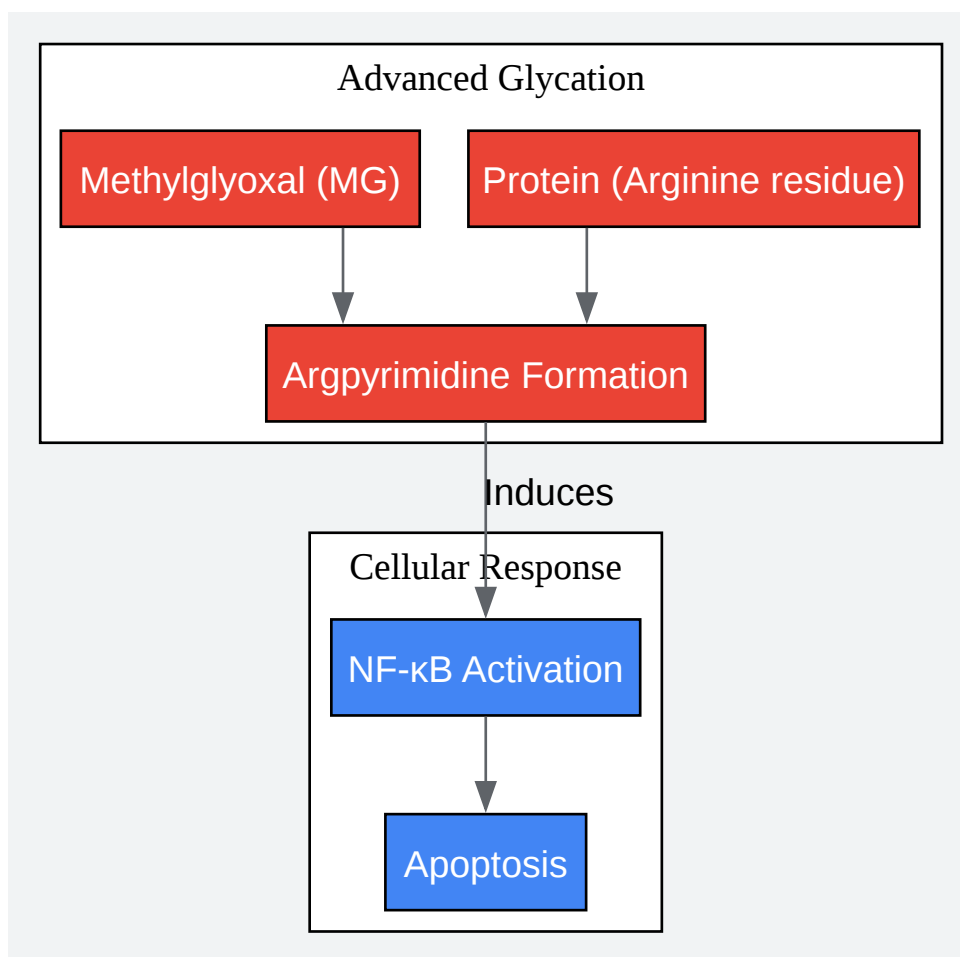 Advanced Glycation
Methylglyoxal (MG)
Protein (Arginine residue)
Argpyrimidine Formation
Induces
Cellular Response
NF-κB Activation
Apoptosis